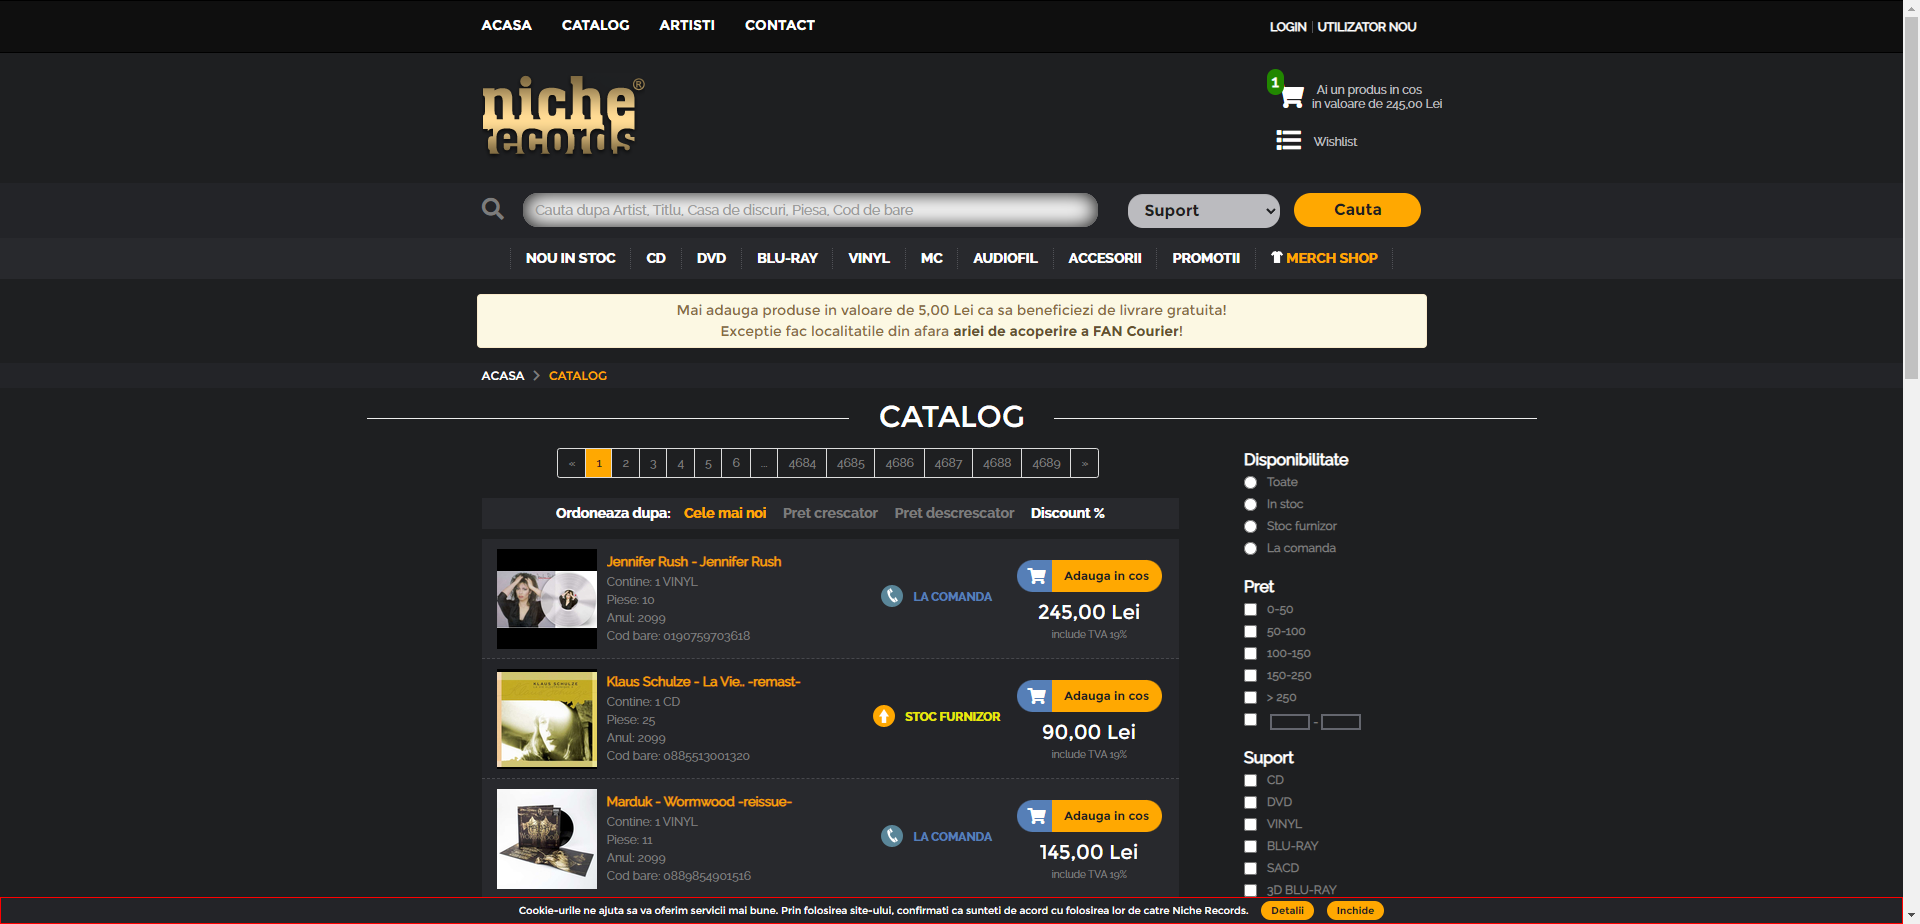 ACASA CATALOG ARTISTI CONTACT
LOGIN | UTILIZATOR NOU
niche®
records
1
Ai un produs in cos
in valoare de 245,00 Lei
Wishlist
Cauta dupa Artist, Titlu, Casa de discuri, Piesa, Cod de bare
Suport
Cauta
NOU IN STOC CD DVD BLU-RAY VINYL MC AUDIOFIL ACCESORII PROMOTII MERCH SHOP
Mai adauga produse in valoare de 5,00 Lei ca sa beneficiezi de livrare gratuita!
Exceptie fac localitatile din afara ariei de acoperire a FAN Courier!
ACASA > CATALOG
CATALOG
« 1 2 3 4 5 6 ... 4684 4685 4686 4687 4688 4689 »
Ordoneaza dupa: Cele mai noi Pret crescator Pret descrescator Discount %
Jennifer Rush - Jennifer Rush
Contine: 1 VINYL
Piese: 10
Anul: 2099
Cod bare: 0190759703618
LA COMANDA
Adauga in cos
245,00 Lei
include TVA 19%
Klaus Schulze - La Vie.. -remast-
Contine: 1 CD
Piese: 25
Anul: 2099
Cod bare: 0885513001320
STOC FURNIZOR
Adauga in cos
90,00 Lei
include TVA 19%
Marduk - Wormwood -reissue-
Contine: 1 VINYL
Piese: 11
Anul: 2099
Cod bare: 0889854901516
LA COMANDA
Adauga in cos
145,00 Lei
include TVA 19%
Disponibilitate
Toate
In stoc
Stoc furnizor
La comanda
Pret
0-50
50-100
100-150
150-250
> 250
-
Suport
CD
DVD
VINYL
BLU-RAY
SACD
3D BLU-RAY
Cookie-urile ne ajuta sa va oferim servicii mai bune. Prin folosirea site-ului, confirmati ca sunteti de acord cu folosirea lor de catre Niche Records. Detalii Inchide